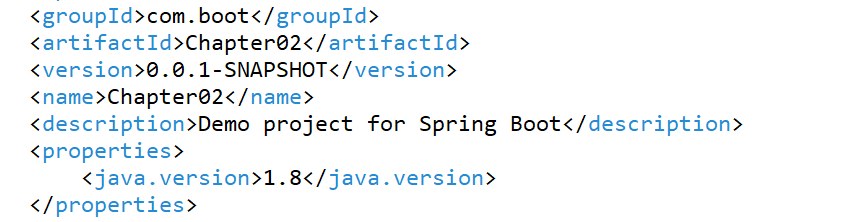 <groupId>com.boot</groupId>
<artifactId>Chapter02</artifactId>
<version>0.0.1-SNAPSHOT</version>
<name>Chapter02</name>
<description>Demo project for Spring Boot</description>
<properties>
    <java.version>1.8</java.version>
</properties>